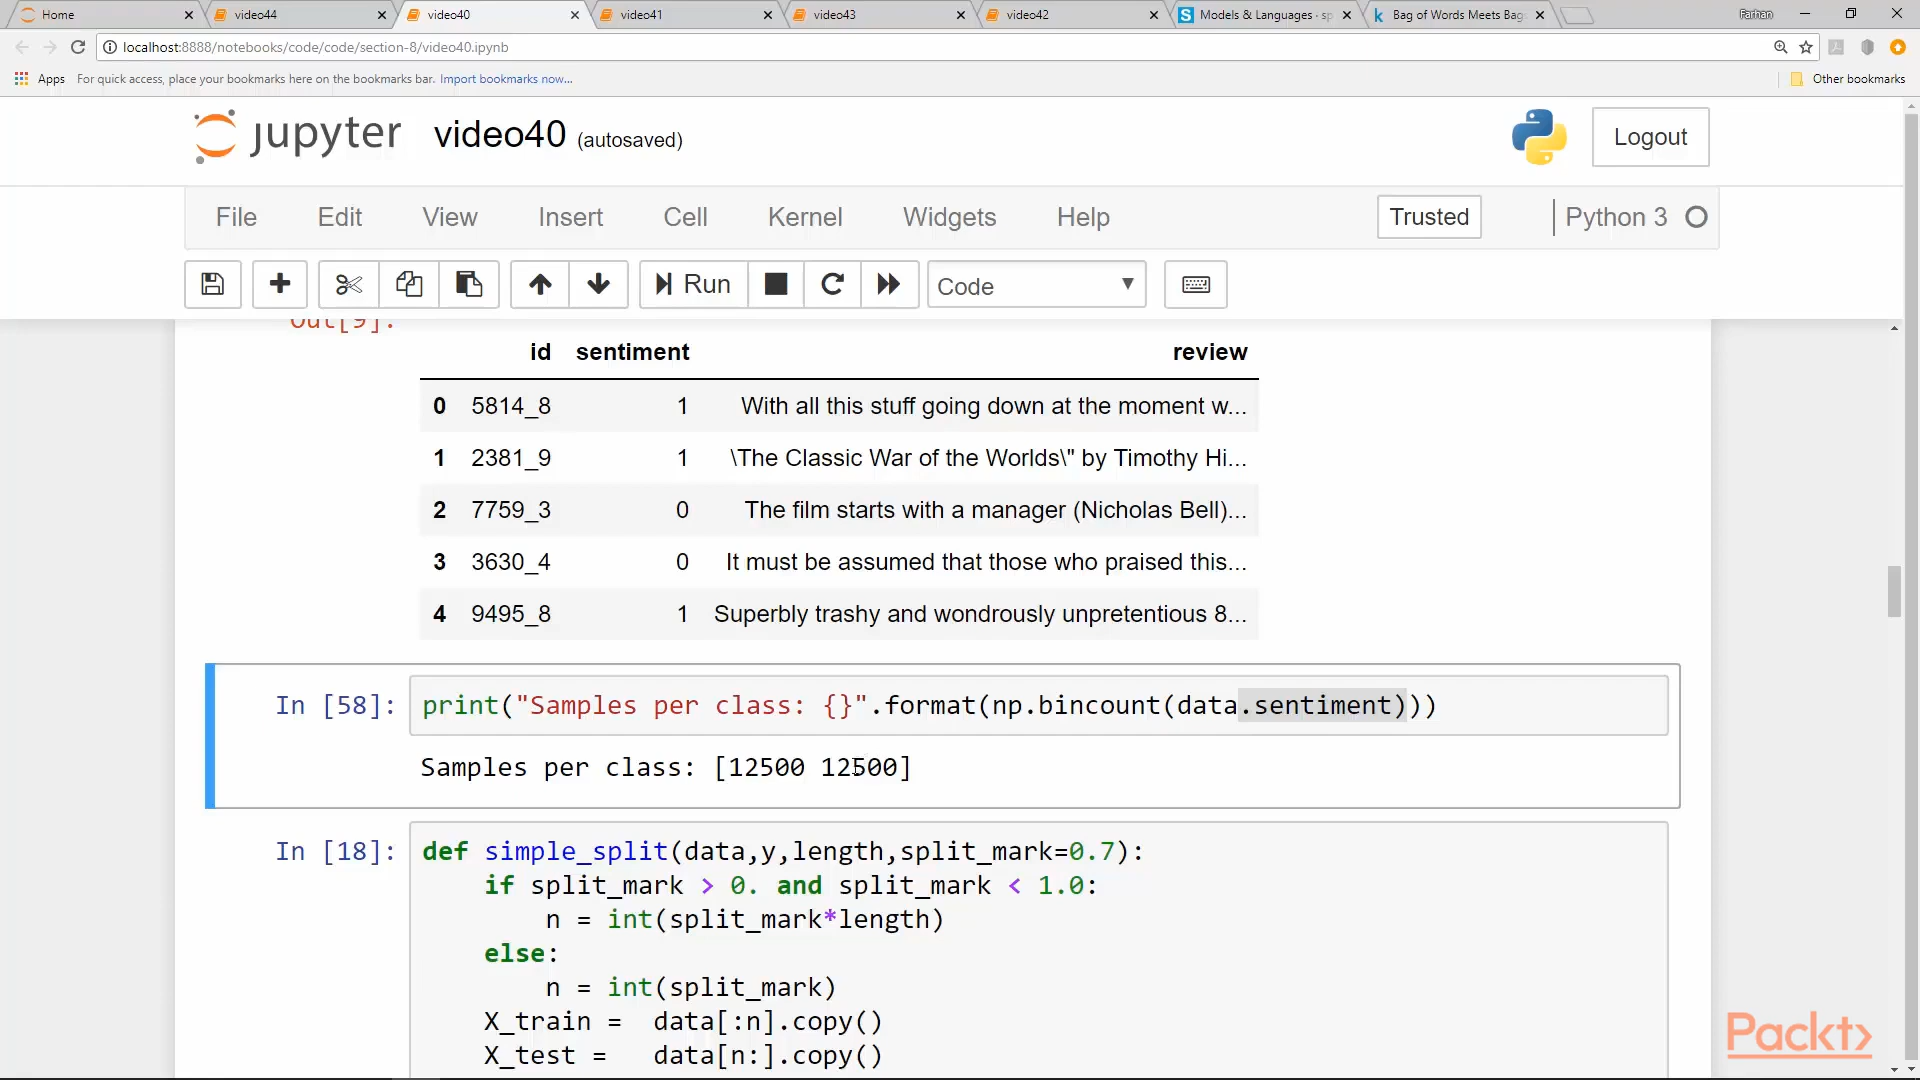 Home
video44
video40
video41
video43
video42
Models & Languages · sp
Bag of Words Meets Bag
Farhan
localhost:8888/notebooks/code/code/section-8/video40.ipynb
Apps For quick access, place your bookmarks here on the bookmarks bar. Import bookmarks now... Other bookmarks
jupyter video40 (autosaved) Logout
File Edit View Insert Cell Kernel Widgets Help Trusted Python 3
Run Code
Out[9]:
id sentiment review
0 5814_8 1 With all this stuff going down at the moment w...
1 2381_9 1 \The Classic War of the Worlds\" by Timothy Hi...
2 7759_3 0 The film starts with a manager (Nicholas Bell)...
3 3630_4 0 It must be assumed that those who praised this...
4 9495_8 1 Superbly trashy and wondrously unpretentious 8...
In [58]: print("Samples per class: {}".format(np.bincount(data.sentiment)))
Samples per class: [12500 12500]
In [18]: def simple_split(data,y,length,split_mark=0.7):
if split_mark > 0. and split_mark < 1.0:
n = int(split_mark*length)
else:
n = int(split_mark)
X_train = data[:n].copy()
X_test = data[n:].copy()
Packt>